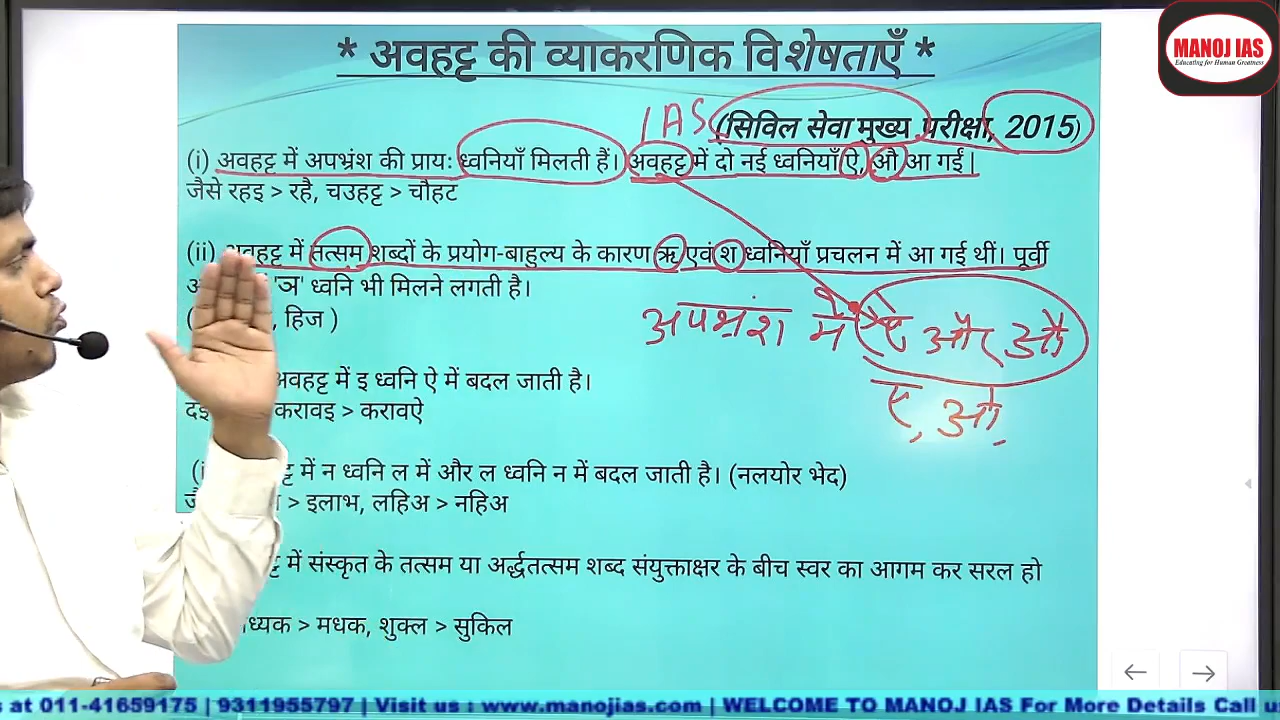 * अवहट्ट की व्याकरणिक विशेषताएँ *
MANOJ IAS
Educating for Human Greatness
IAS
(सिविल सेवा मुख्य परीक्षा, 2015)
(i) अवहट्ट में अपभ्रंश की प्रायः ध्वनियाँ मिलती हैं। अवहट्ट में दो नई ध्वनियाँ ऐ, औ आ गईं।
जैसे रहइ > रहै, चउहट्ट > चौहट
(ii) अवहट्ट में तत्सम शब्दों के प्रयोग-बाहुल्य के कारण ऋ एवं श ध्वनियाँ प्रचलन में आ गई थीं। पूर्वी
'ञ' ध्वनि भी मिलने लगती है।
, हिञ )
अपभ्रंश में ऐ और औ
ए, ओ,
अवहट्ट में इ ध्वनि ऐ में बदल जाती है।
करावइ > करावऐ
में न ध्वनि ल में और ल ध्वनि न में बदल जाती है। (नलयोर भेद)
> इलाभ, लहिअ > नहिअ
में संस्कृत के तत्सम या अर्द्धतत्सम शब्द संयुक्ताक्षर के बीच स्वर का आगम कर सरल हो
> मधक, शुक्ल > सुकिल
at 011-41659175 | 9311955797 | Visit us : www.manojias.com | WELCOME TO MANOJ IAS For More Details Call